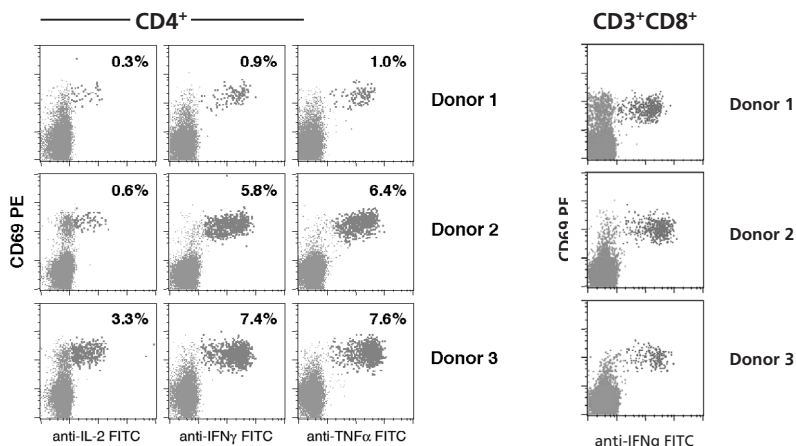 CD4⁺
CD3⁺CD8⁺
0.3%
0.9%
1.0%
Donor 1
Donor 1
0.6%
5.8%
6.4%
Donor 2
Donor 2
CD69 PE
CD69 PE
3.3%
7.4%
7.6%
Donor 3
Donor 3
anti-IL-2 FITC
anti-IFNγ FITC
anti-TNFα FITC
anti-IFNg FITC